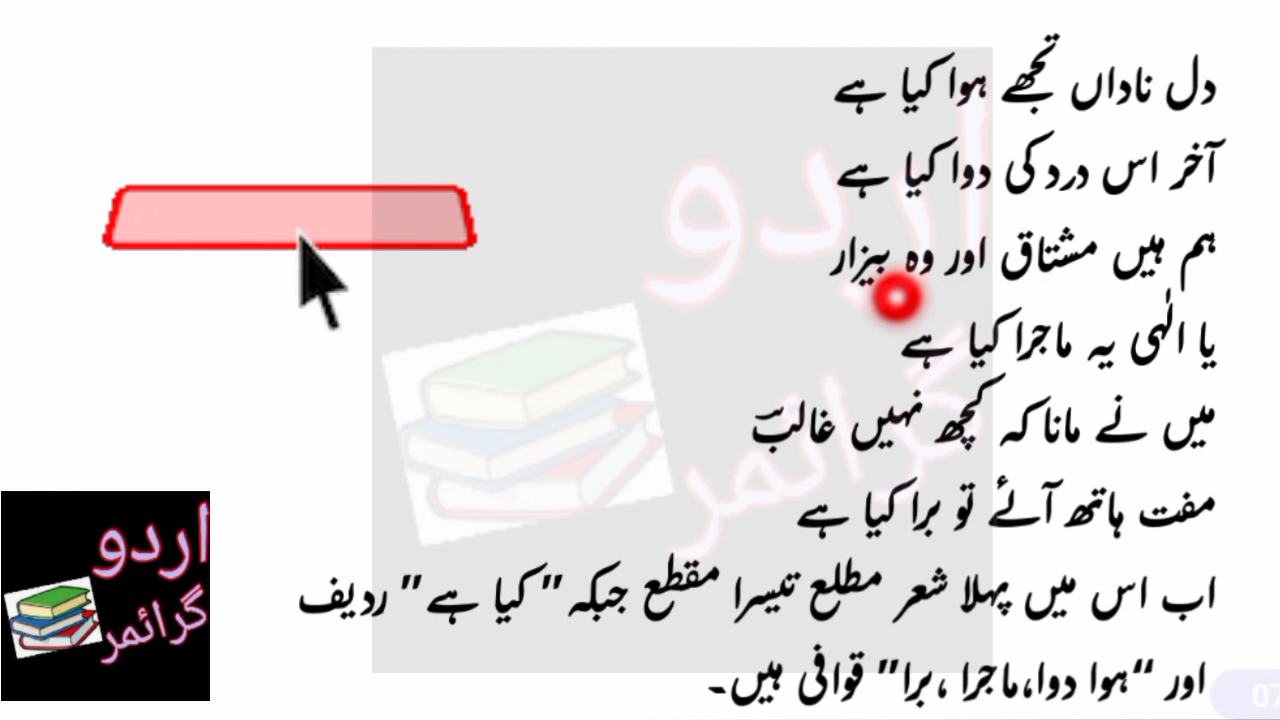 دل ناداں تجھے ہوا کیا ہے
آخر اس درد کی دوا کیا ہے
ہم ہیں مشتاق اور وہ بیزار
یا الٰہی یہ ماجرا کیا ہے
میں نے مانا کہ کچھ نہیں غالبؔ
مفت ہاتھ آئے تو برا کیا ہے
اب اس میں پہلا شعر مطلع تیسرا مقطع جبکہ "کیا ہے" ردیف
اور "ہوا دوا،ماجرا ،برا" قوافی ہیں۔
اردو
گرائمر
اردو
گرائمر
07